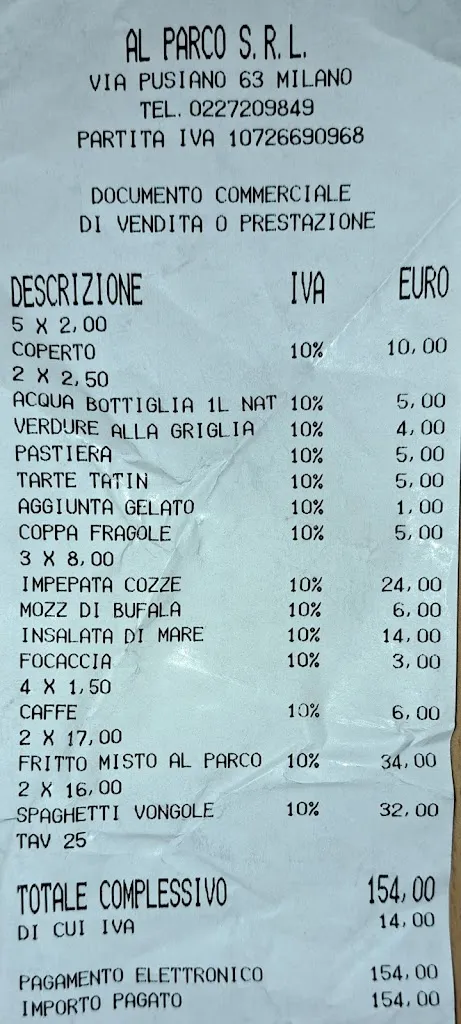 AL PARCO S.R.L.
VIA PUSIANO 63 MILANO
TEL. 0227209849
PARTITA IVA 10726690968
DOCUMENTO COMMERCIALE
DI VENDITA O PRESTAZIONE
DESCRIZIONE IVA EURO
5 X 2,00
COPERTO 10% 10,00
2 X 2,50
ACQUA BOTTIGLIA 1L NAT 10% 5,00
VERDURE ALLA GRIGLIA 10% 4,00
PASTIERA 10% 5,00
TARTE TATIN 10% 5,00
AGGIUNTA GELATO 10% 1,00
COPPA FRAGOLE 10% 5,00
3 X 8,00
IMPEPATA COZZE 10% 24,00
MOZZ DI BUFALA 10% 6,00
INSALATA DI MARE 10% 14,00
FOCACCIA 10% 3,00
4 X 1,50
CAFFE 10% 6,00
2 X 17,00
FRITTO MISTO AL PARCO 10% 34,00
2 X 16,00
SPAGHETTI VONGOLE 10% 32,00
TAV 25
TOTALE COMPLESSIVO 154,00
DI CUI IVA 14,00
PAGAMENTO ELETTRONICO 154,00
IMPORTO PAGATO 154,00